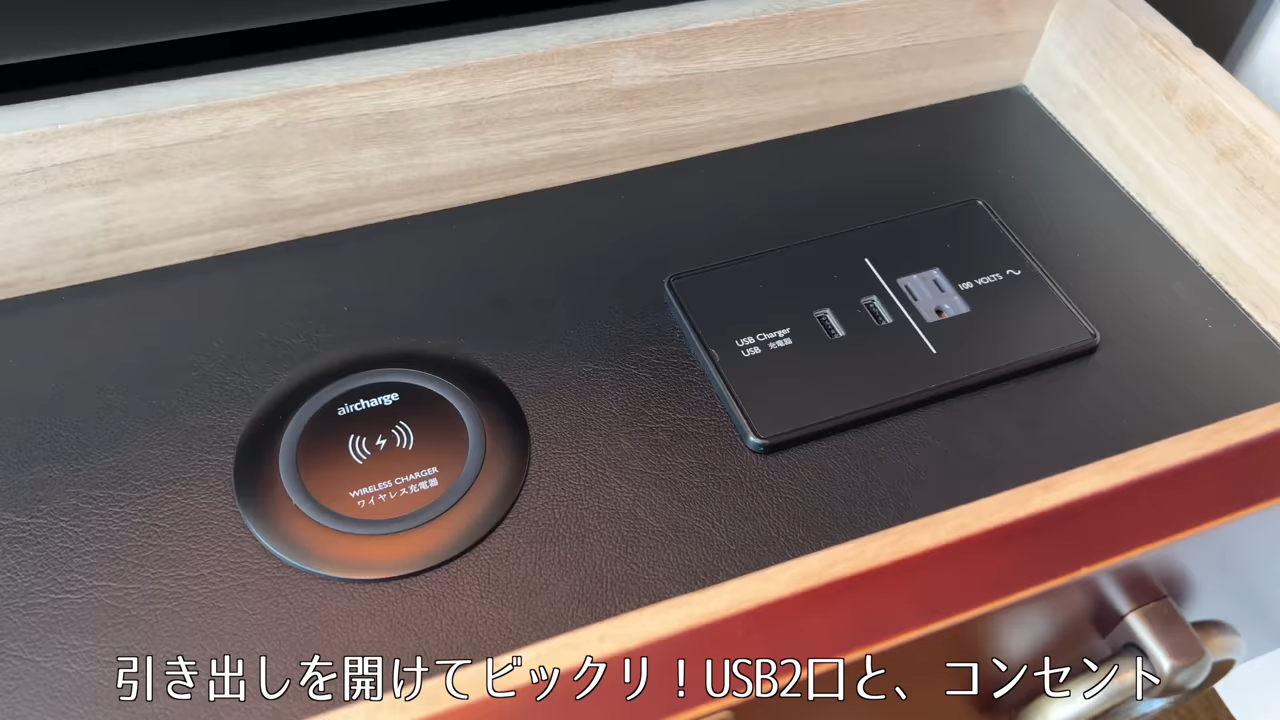 aircharge
WIRELESS CHARGER
ワイヤレス充電器
USB Charger
USB 充電器
100 VOLTS
引き出しを開けてビックリ！USB2口と、コンセント